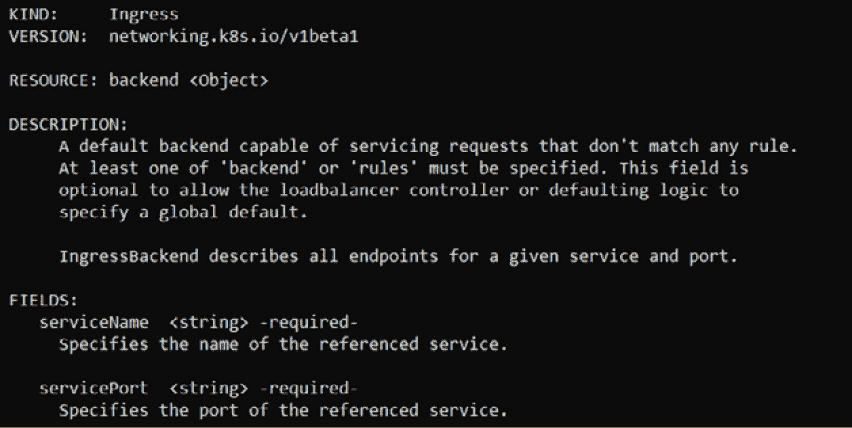 KIND:     Ingress
VERSION:  networking.k8s.io/v1beta1
RESOURCE: backend <Object>
DESCRIPTION:
A default backend capable of servicing requests that don't match any rule.
At least one of 'backend' or 'rules' must be specified. This field is
optional to allow the loadbalancer controller or defaulting logic to
specify a global default.
IngressBackend describes all endpoints for a given service and port.
FIELDS:
serviceName  <string> -required-
Specifies the name of the referenced service.
servicePort  <string> -required-
Specifies the port of the referenced service.